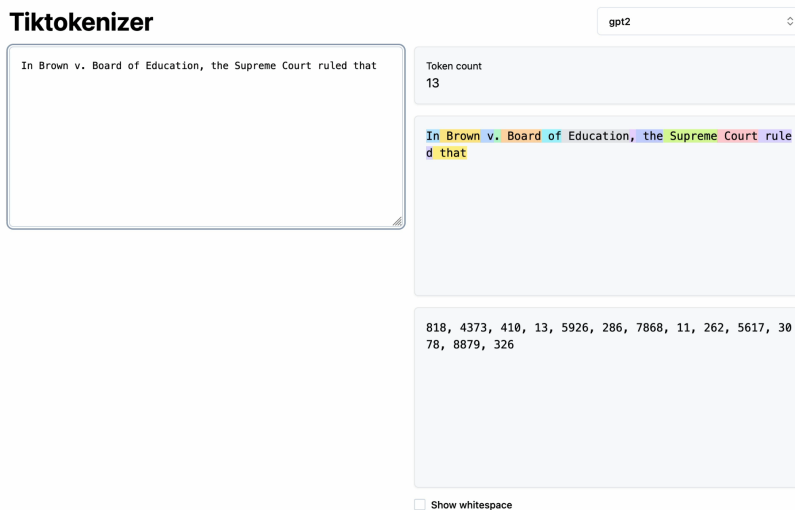 Tiktokenizer
gpt2
In Brown v. Board of Education, the Supreme Court ruled that
Token count
13
In Brown v. Board of Education, the Supreme Court rule
d that
818, 4373, 410, 13, 5926, 286, 7868, 11, 262, 5617, 30
78, 8879, 326
Show whitespace